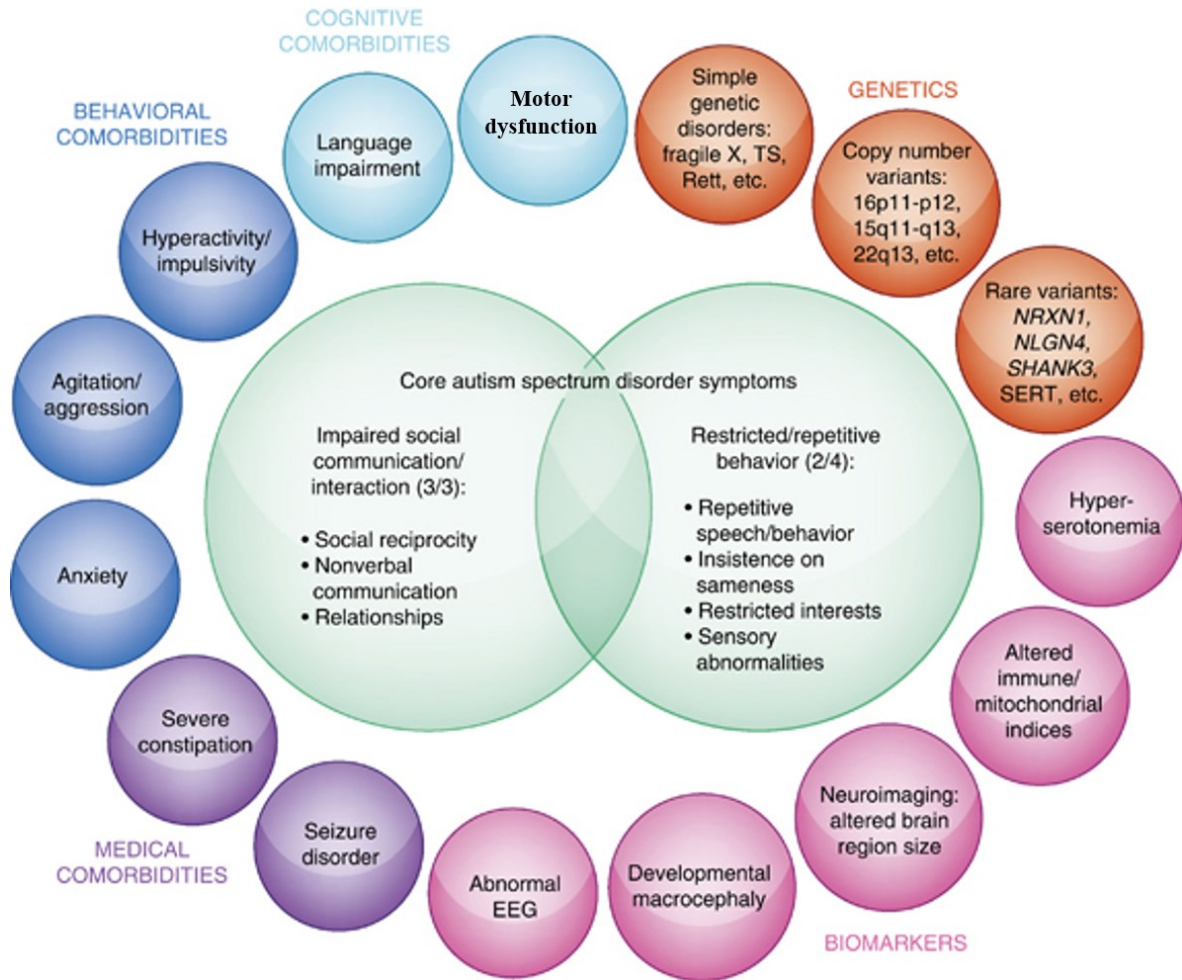 COGNITIVE
COMORBIDITIES
BEHAVIORAL
COMORBIDITIES
GENETICS
Language
impairment
Motor
dysfunction
Simple
genetic
disorders:
fragile X, TS,
Rett, etc.
Copy number
variants:
16p11-p12,
15q11-q13,
22q13, etc.
Hyperactivity/
impulsivity
Rare variants:
NRXN1,
NLGN4,
SHANK3,
SERT, etc.
Agitation/
aggression
Core autism spectrum disorder symptoms
Impaired social
communication/
interaction (3/3):
• Social reciprocity
• Nonverbal
communication
• Relationships
Restricted/repetitive
behavior (2/4):
• Repetitive
speech/behavior
• Insistence on
sameness
• Restricted interests
• Sensory
abnormalities
Hyper-
serotonemia
Anxiety
Altered
immune/
mitochondrial
indices
Severe
constipation
Neuroimaging:
altered brain
region size
MEDICAL
COMORBIDITIES
Seizure
disorder
Abnormal
EEG
Developmental
macrocephaly
BIOMARKERS